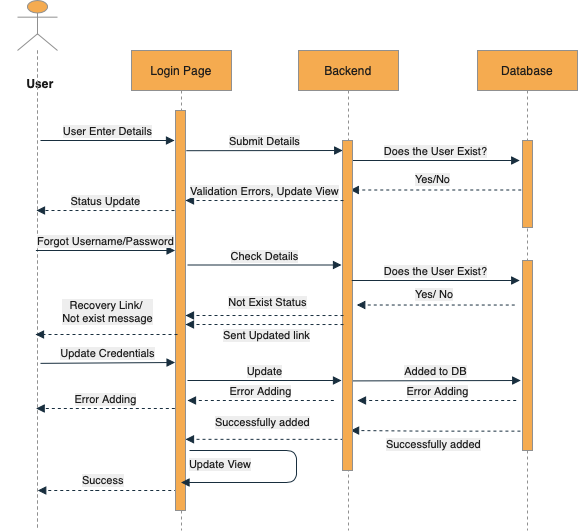 Login Page
Backend
Database
User
User Enter Details
Submit Details
Does the User Exist?
Yes/No
Validation Errors, Update View
Status Update
Forgot Username/Password
Check Details
Does the User Exist?
Yes/ No
Not Exist Status
Recovery Link/
Not exist message
Sent Updated link
Update Credentials
Update
Added to DB
Error Adding
Error Adding
Error Adding
Successfully added
Successfully added
Update View
Success